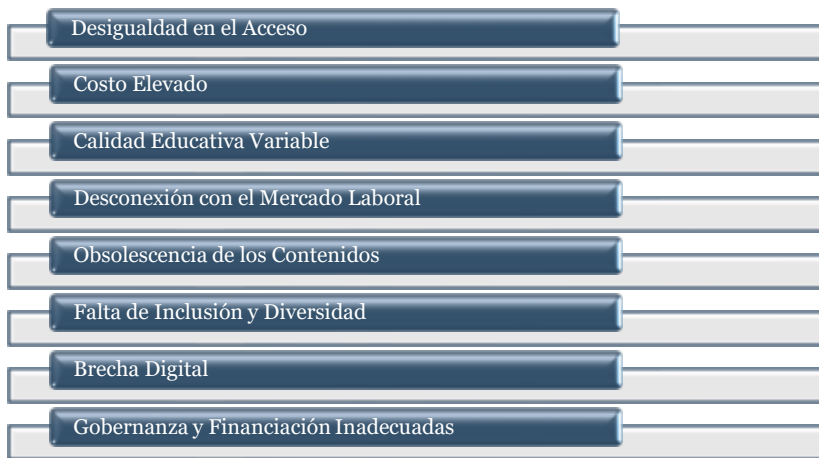 Desigualdad en el Acceso
Costo Elevado
Calidad Educativa Variable
Desconexión con el Mercado Laboral
Obsolescencia de los Contenidos
Falta de Inclusión y Diversidad
Brecha Digital
Gobernanza y Financiación Inadecuadas